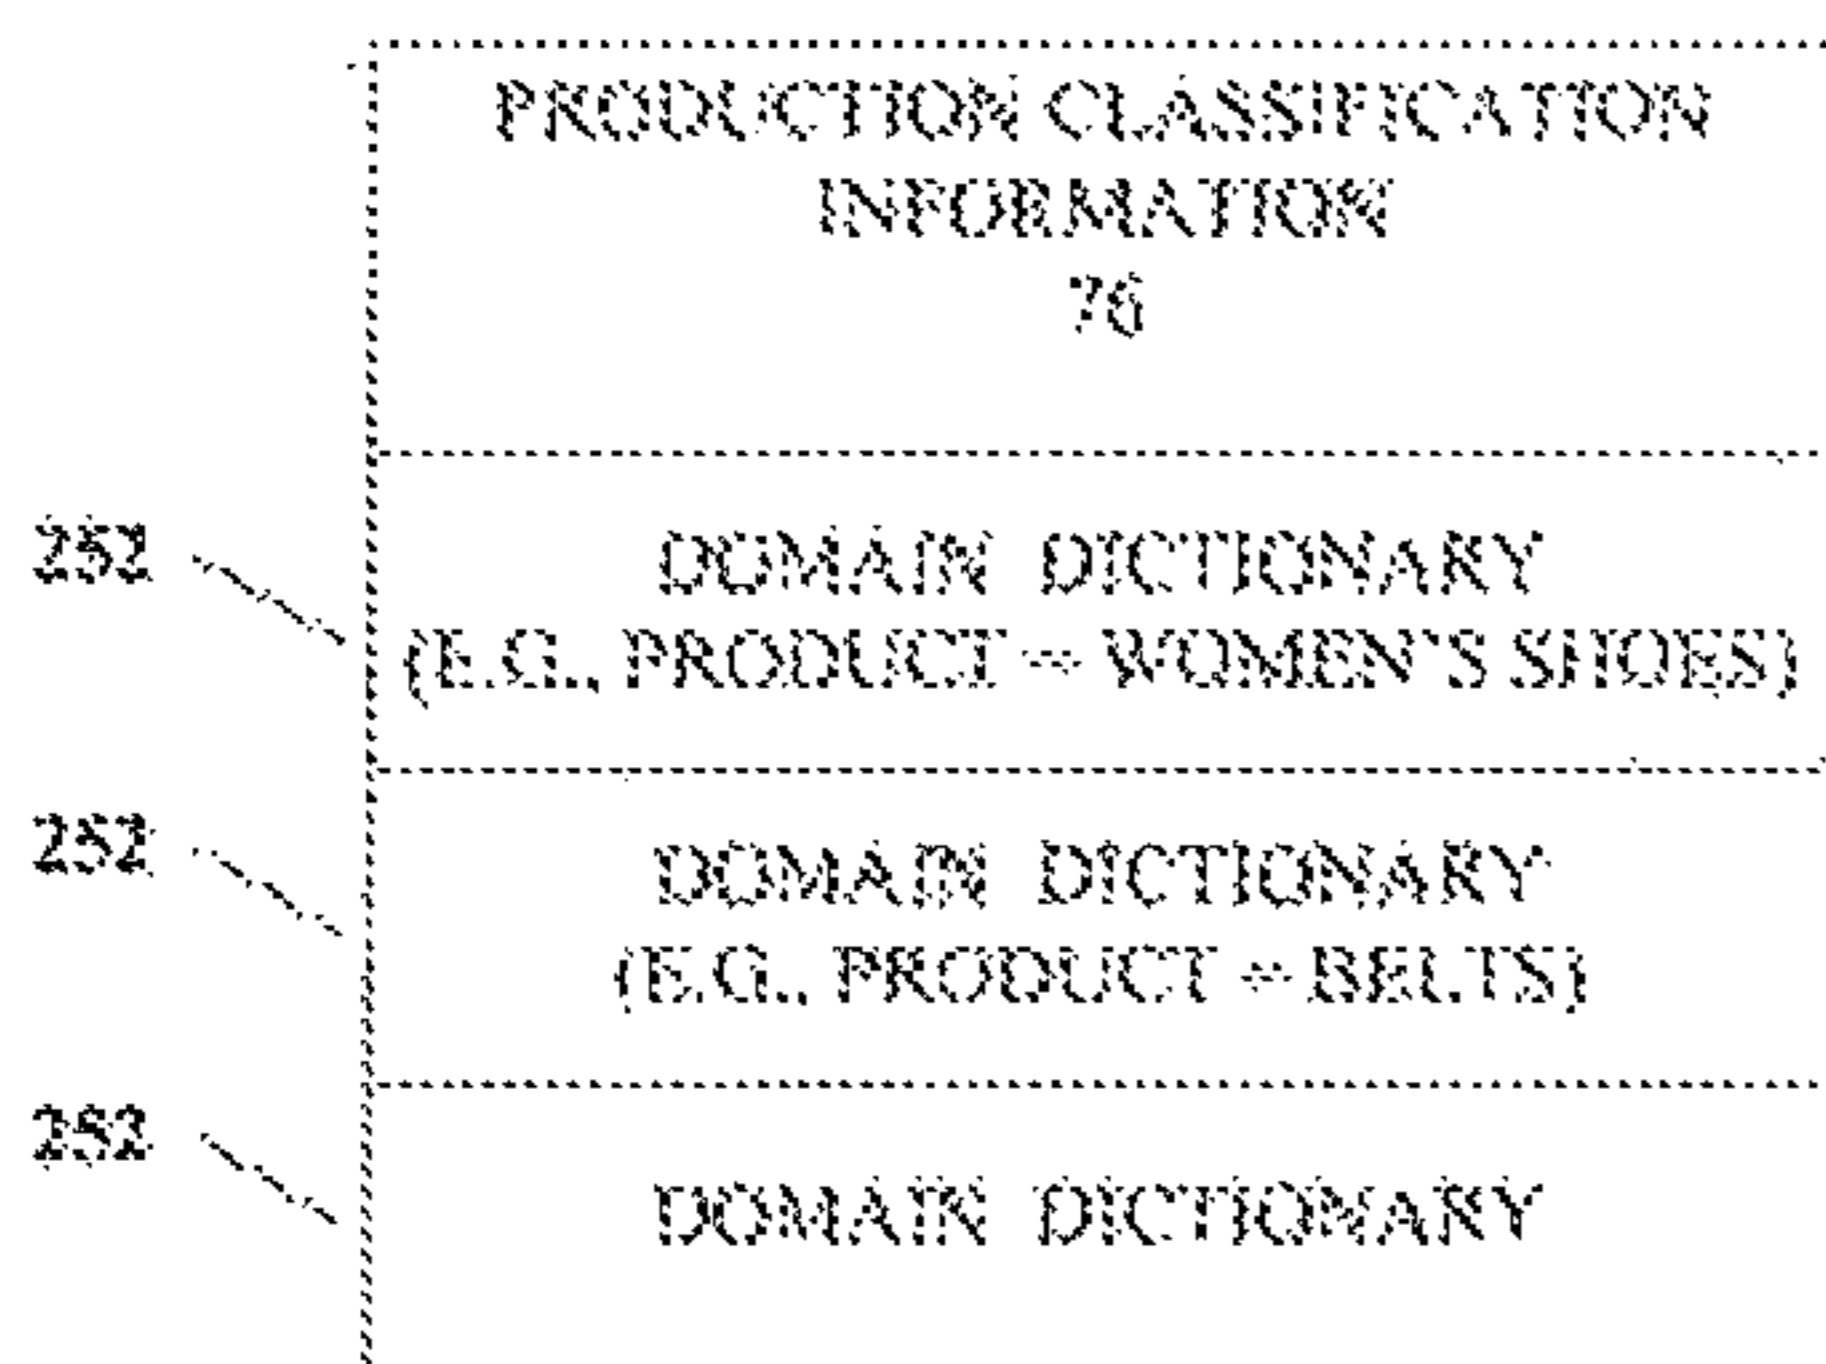 PRODUCTION CLASSIFICATION
INFORMATION
76
252
DOMAIN DICTIONARY
(E.G., PRODUCT = WOMEN'S SHOES)
252
DOMAIN DICTIONARY
(E.G., PRODUCT = BELTS)
252
DOMAIN DICTIONARY